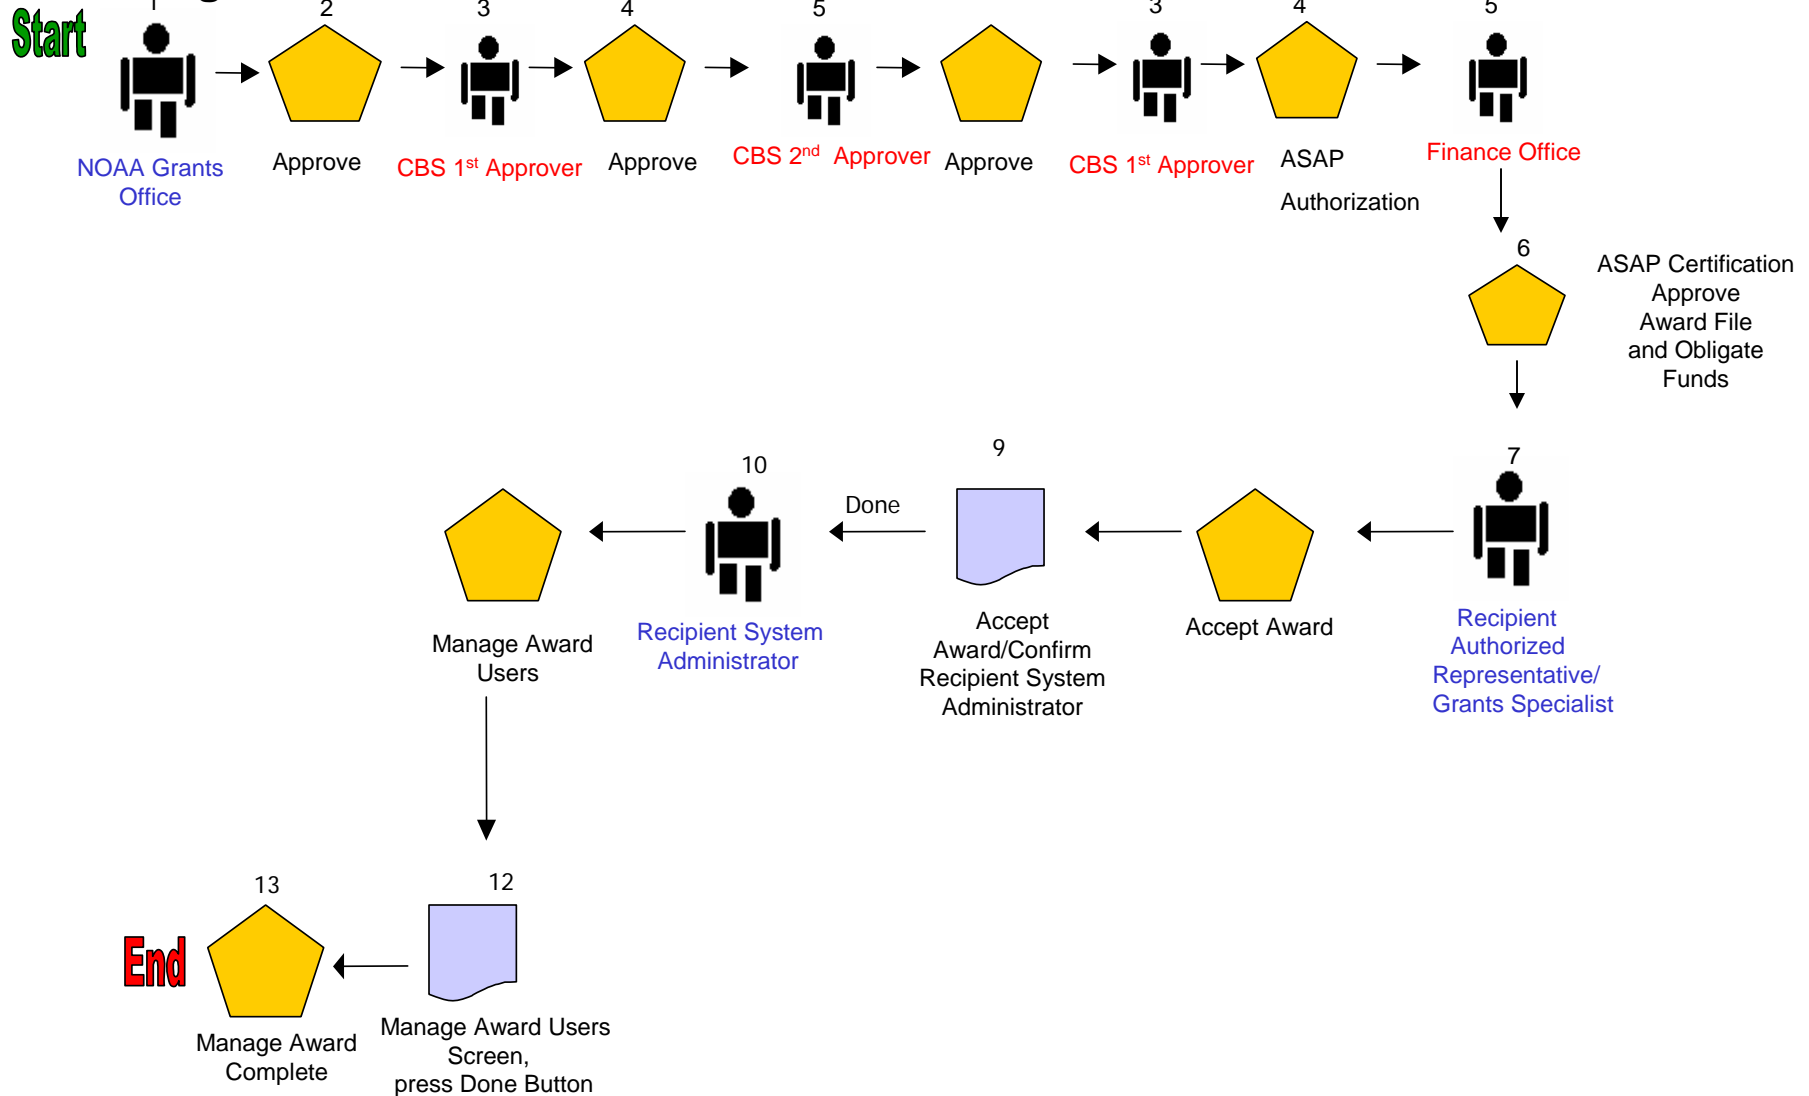 Start
1
2
3
4
5
3
4
5
NOAA Grants
Office
Approve
CBS 1st Approver
Approve
CBS 2nd Approver
Approve
CBS 1st Approver
ASAP
Authorization
Finance Office
6
ASAP Certification
Approve
Award File
and Obligate
Funds
7
Recipient
Authorized
Representative/
Grants Specialist
Accept Award
9
Accept
Award/Confirm
Recipient System
Administrator
Done
10
Recipient System
Administrator
Manage Award
Users
12
Manage Award Users
Screen,
press Done Button
13
Manage Award
Complete
End